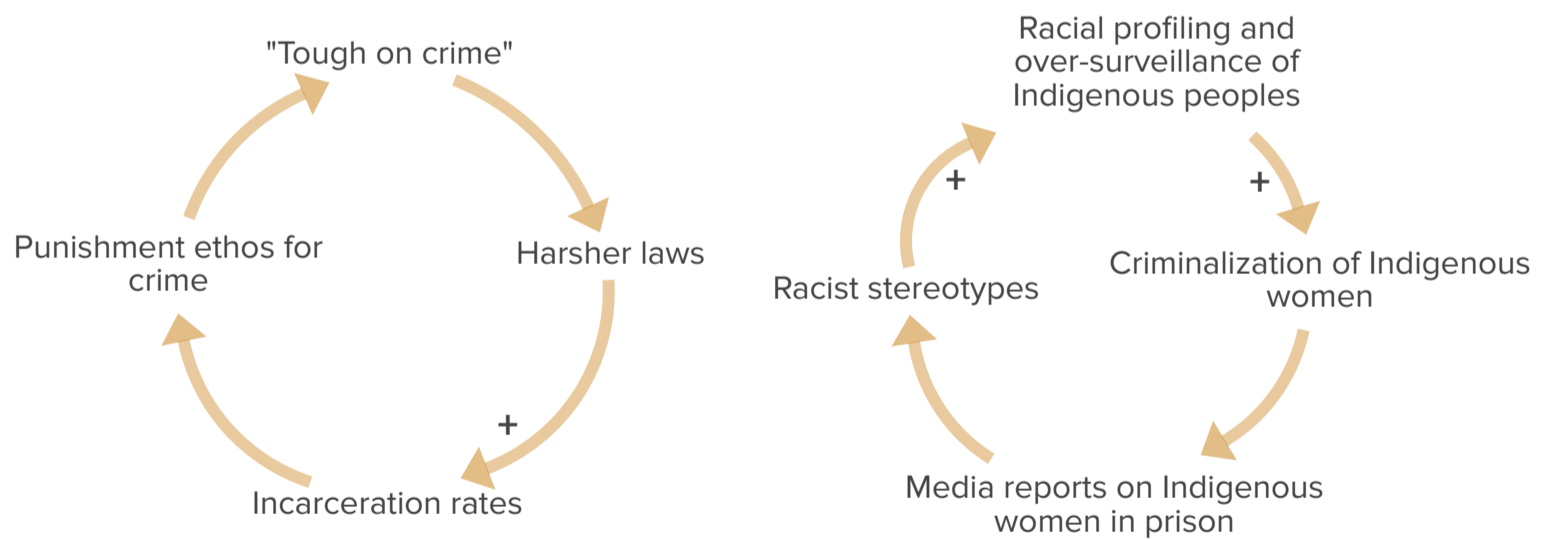 "Tough on crime"
Harsher laws
+
Incarceration rates
Punishment ethos for
crime
Racial profiling and
over-surveillance of
Indigenous peoples
+
Criminalization of Indigenous
women
Media reports on Indigenous
women in prison
Racist stereotypes
+